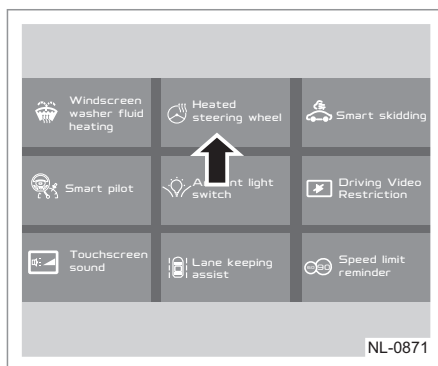 Windscreen
washer fluid
heating
Heated
steering wheel
Smart skidding
Smart pilot
light
switch
Driving Video
Restriction
Touchscreen
sound
Lane keeping
assist
Speed limit
reminder
NL-0871